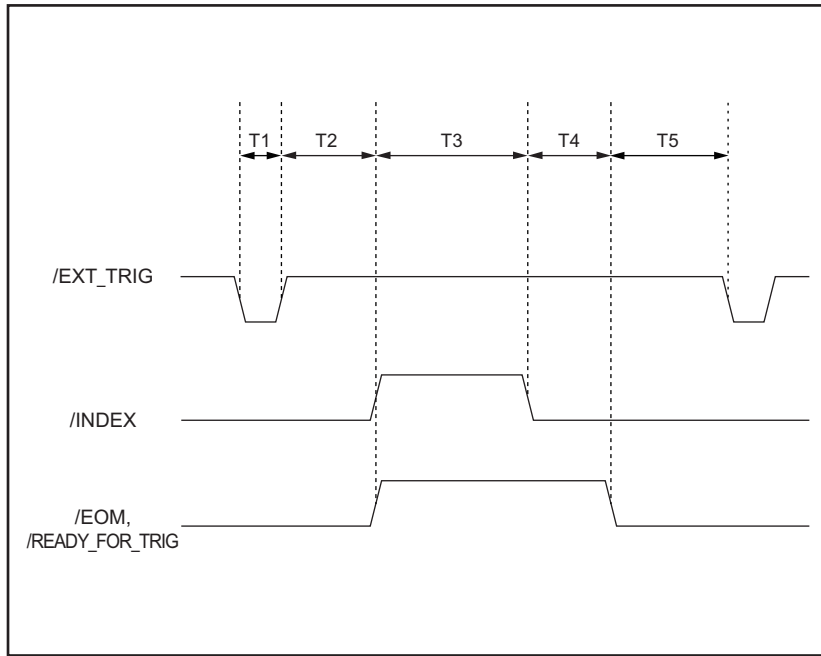 T1 T2 T3 T4 T5
/EXT_TRIG
/INDEX
/EOM,
/READY_FOR_TRIG